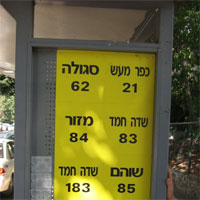 כפר מעש סגולה
21 62
שדה חמד מזור
83 84
שוהם שדה חמד
85 183